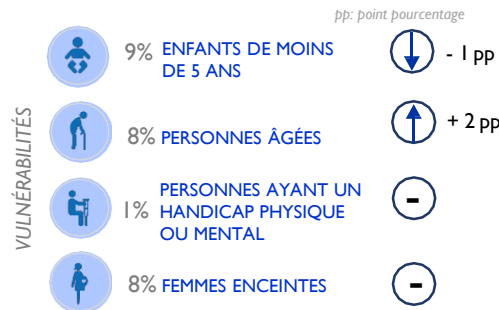 pp: point pourcentage
VULNÉRABILITÉS
9% ENFANTS DE MOINS
DE 5 ANS
- 1 pp
8% PERSONNES ÂGÉES
+ 2 pp
PERSONNES AYANT UN
1% HANDICAP PHYSIQUE
OU MENTAL
-
8% FEMMES ENCEINTES
-